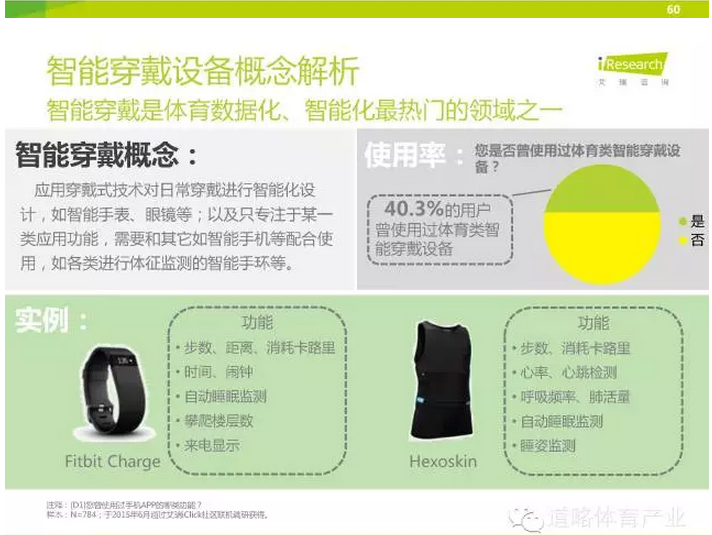 60
智能穿戴设备概念解析
iResearch
艾 瑞 咨 询
智能穿戴是体育数据化、智能化最热门的领域之一
智能穿戴概念：
应用穿戴式技术对日常穿戴进行智能化设
计，如智能手表、眼镜等；以及只专注于某一
类应用功能，需要和其它如智能手机等配合使
用，如各类进行体征监测的智能手环等。
使用率：
您是否曾使用过体育类智能穿戴设
备？
40.3%的用户
曾使用过体育类智
能穿戴设备
是
否
实例：
功能
• 步数、距离、消耗卡路里
• 时间、闹钟
• 自动睡眠监测
• 攀爬楼层数
• 来电显示
Fitbit Charge
功能
• 步数、消耗卡路里
• 心率、心跳检测
• 呼吸频率、肺活量
• 自动睡眠监测
• 睡姿监测
Hexoskin
注释：(D1)您曾使用过手机APP的哪类功能？
样本：N=784；于2015年6月通过艾瑞iClick社区联机调研获得。
道略体育产业